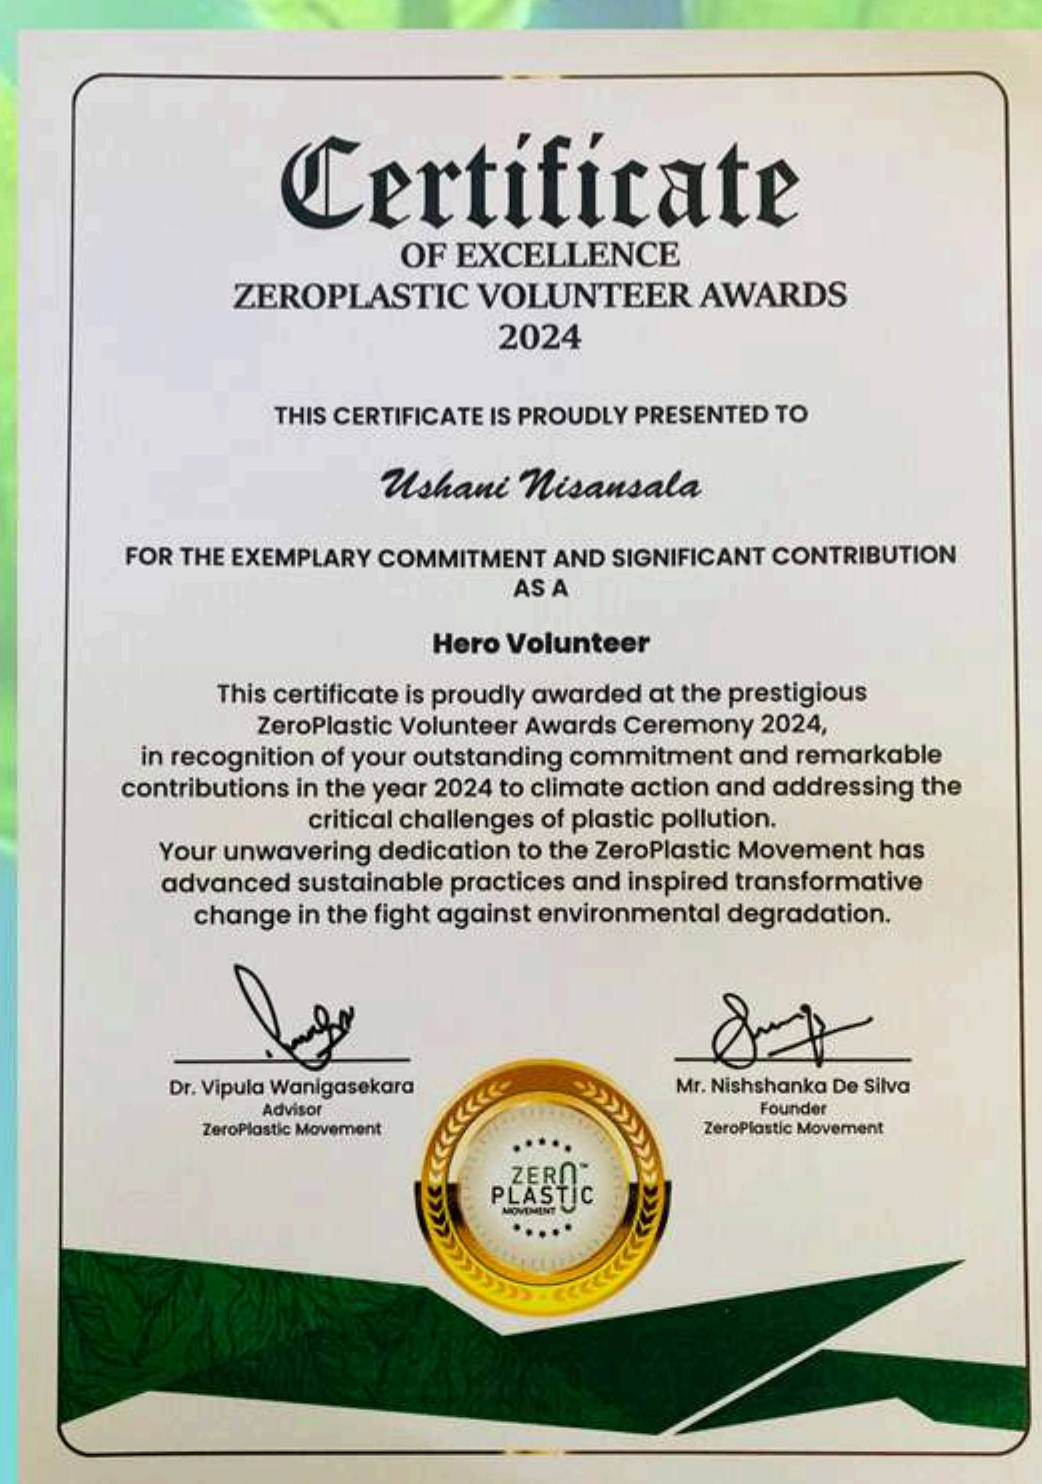 Certificate
OF EXCELLENCE
ZEROPLASTIC VOLUNTEER AWARDS
2024
THIS CERTIFICATE IS PROUDLY PRESENTED TO
Ushani Nisansala
FOR THE EXEMPLARY COMMITMENT AND SIGNIFICANT CONTRIBUTION
AS A
Hero Volunteer
This certificate is proudly awarded at the prestigious
ZeroPlastic Volunteer Awards Ceremony 2024,
in recognition of your outstanding commitment and remarkable
contributions in the year 2024 to climate action and addressing the
critical challenges of plastic pollution.
Your unwavering dedication to the ZeroPlastic Movement has
advanced sustainable practices and inspired transformative
change in the fight against environmental degradation.
Dr. Vipula Wanigasekara
Advisor
ZeroPlastic Movement
Mr. Nishshanka De Silva
Founder
ZeroPlastic Movement
ZERO™
PLASTIC
MOVEMENT